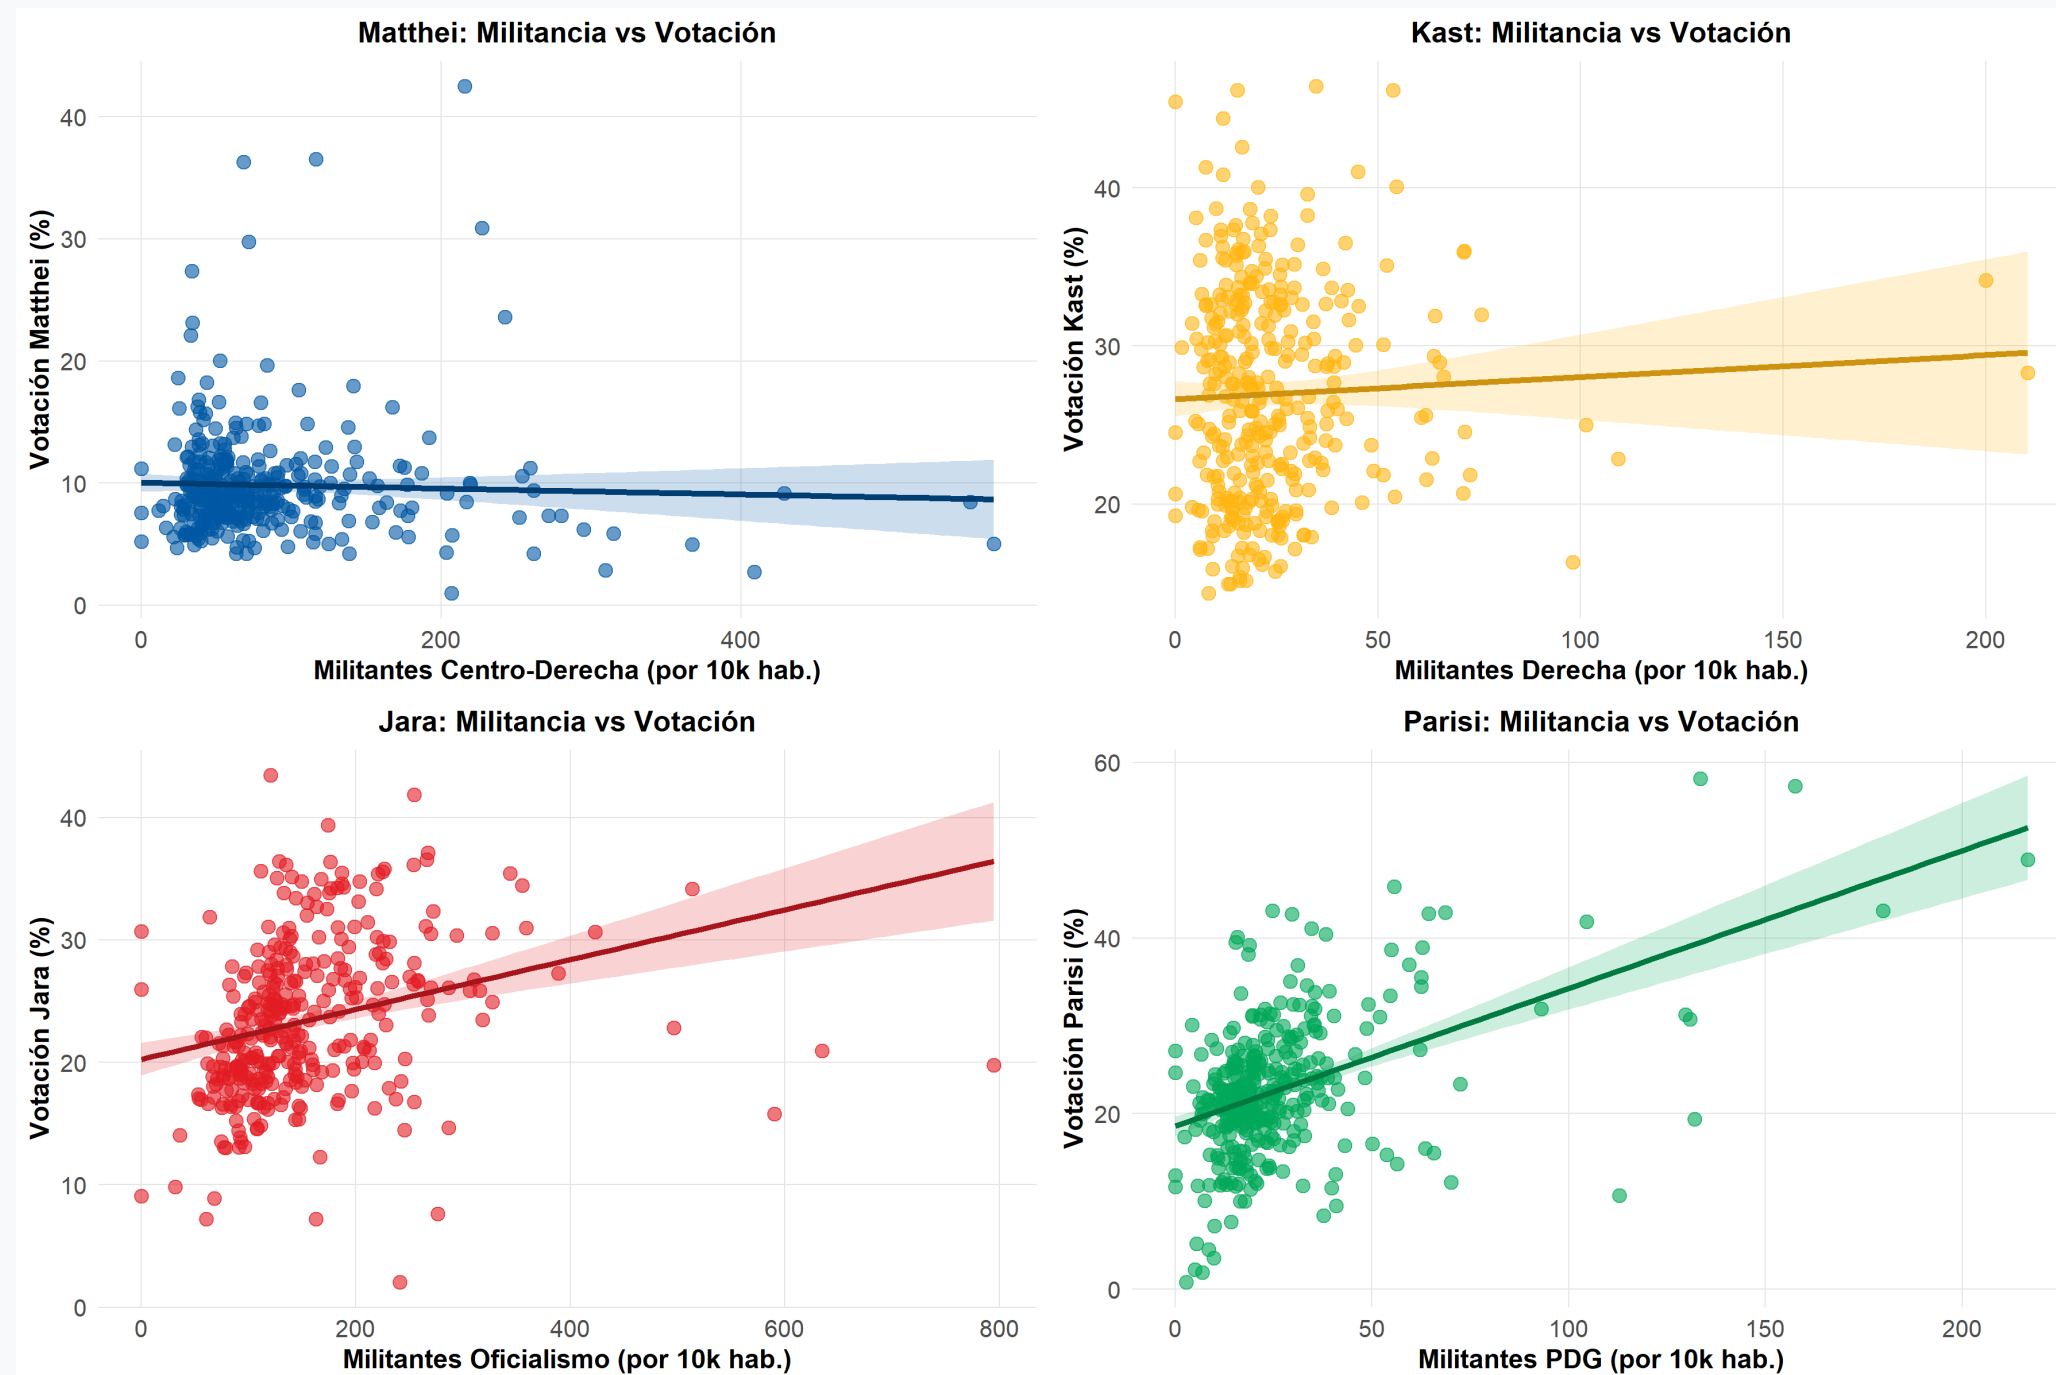 Matthei: Militancia vs Votación
Votación Matthei (%)
40
30
20
10
0
0 200 400
Militantes Centro-Derecha (por 10k hab.)
Kast: Militancia vs Votación
Votación Kast (%)
40
30
20
0 50 100 150 200
Militantes Derecha (por 10k hab.)
Jara: Militancia vs Votación
Votación Jara (%)
40
30
20
10
0
0 200 400 600 800
Militantes Oficialismo (por 10k hab.)
Parisi: Militancia vs Votación
Votación Parisi (%)
60
40
20
0
0 50 100 150 200
Militantes PDG (por 10k hab.)